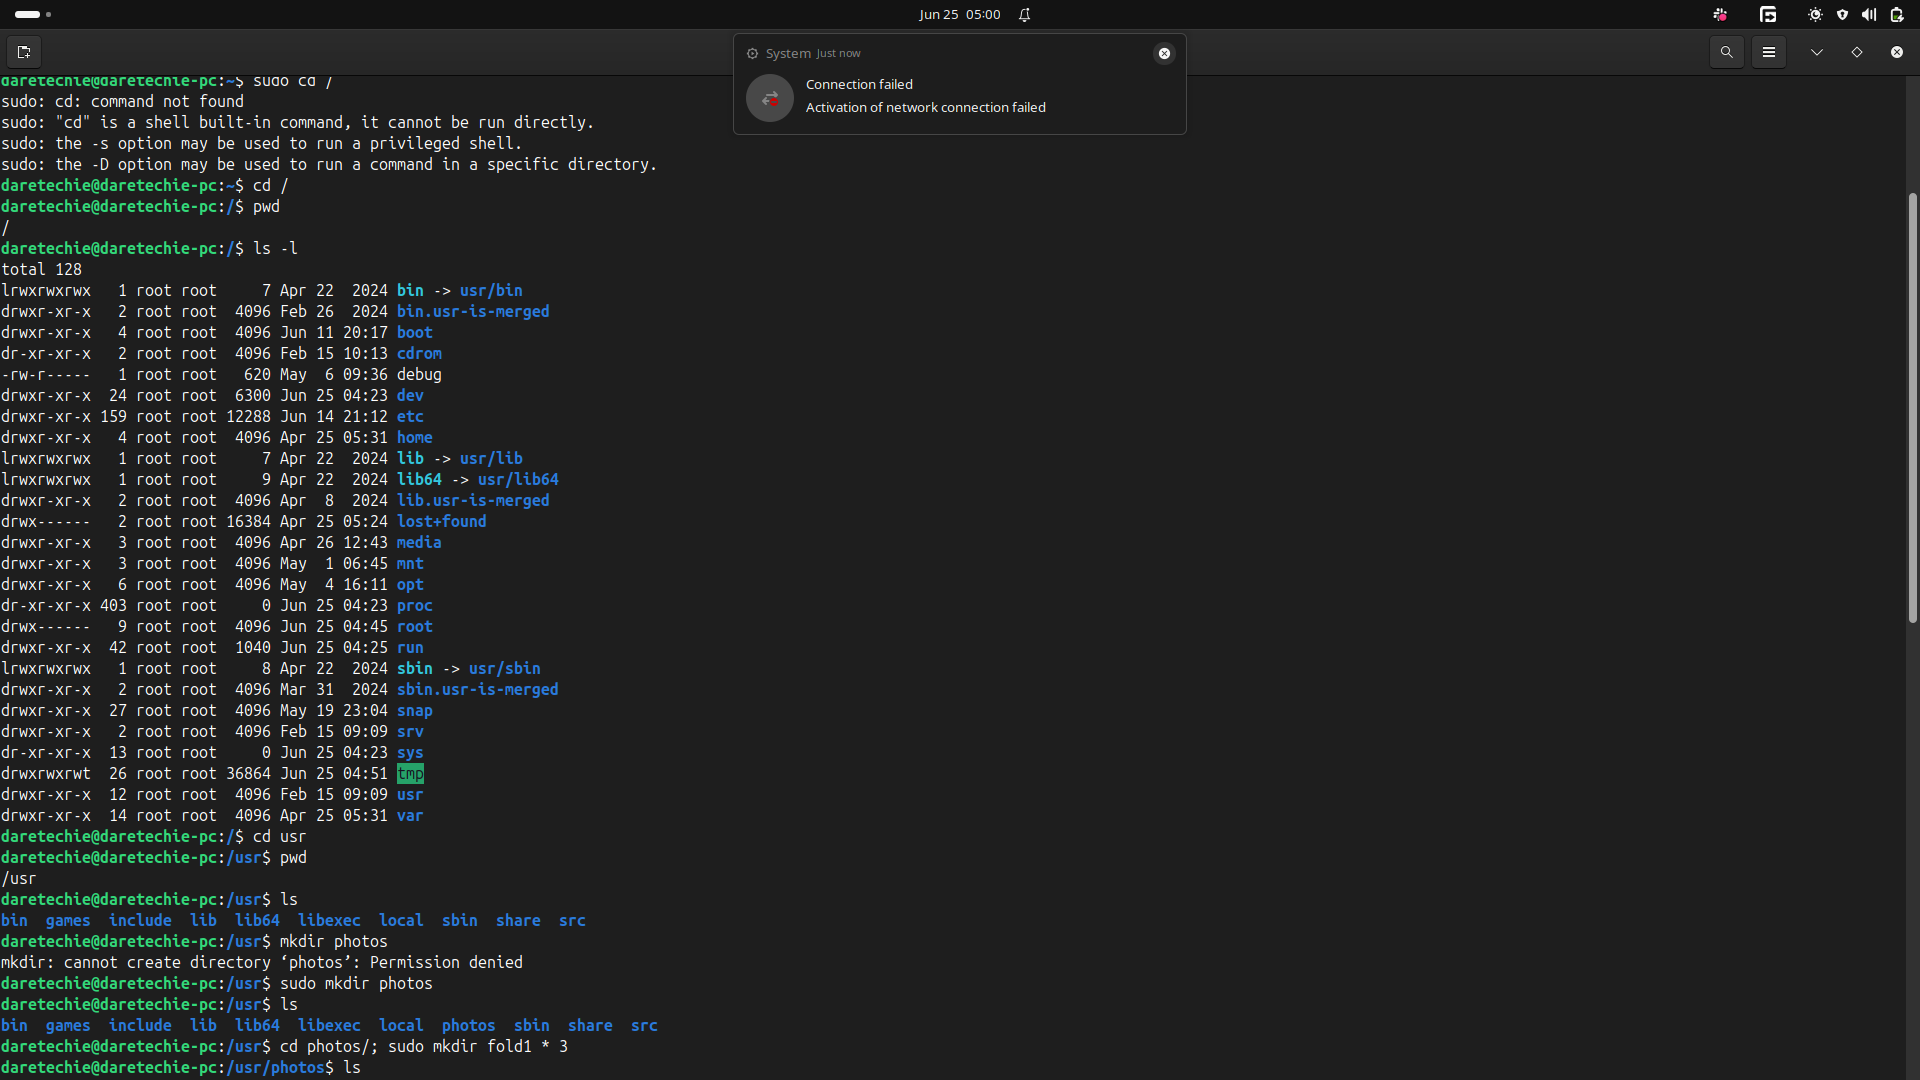 Jun 25 05:00
System Just now
Connection failed
Activation of network connection failed
daretechie@daretechie-pc:~$ sudo cd /
sudo: cd: command not found
sudo: "cd" is a shell built-in command, it cannot be run directly.
sudo: the -s option may be used to run a privileged shell.
sudo: the -D option may be used to run a command in a specific directory.
daretechie@daretechie-pc:~$ cd /
daretechie@daretechie-pc:/$ pwd
/
daretechie@daretechie-pc:/$ ls -l
total 128
lrwxrwxrwx   1 root root     7 Apr 22  2024 bin -> usr/bin
drwxr-xr-x   2 root root  4096 Feb 26  2024 bin.usr-is-merged
drwxr-xr-x   4 root root  4096 Jun 11 20:17 boot
dr-xr-xr-x   2 root root  4096 Feb 15 10:13 cdrom
-rw-r-----   1 root root   620 May  6 09:36 debug
drwxr-xr-x  24 root root  6300 Jun 25 04:23 dev
drwxr-xr-x 159 root root 12288 Jun 14 21:12 etc
drwxr-xr-x   4 root root  4096 Apr 25 05:31 home
lrwxrwxrwx   1 root root     7 Apr 22  2024 lib -> usr/lib
lrwxrwxrwx   1 root root     9 Apr 22  2024 lib64 -> usr/lib64
drwxr-xr-x   2 root root  4096 Apr  8  2024 lib.usr-is-merged
drwx------   2 root root 16384 Apr 25 05:24 lost+found
drwxr-xr-x   3 root root  4096 Apr 26 12:43 media
drwxr-xr-x   3 root root  4096 May  1 06:45 mnt
drwxr-xr-x   6 root root  4096 May  4 16:11 opt
dr-xr-xr-x 403 root root     0 Jun 25 04:23 proc
drwx------   9 root root  4096 Jun 25 04:45 root
drwxr-xr-x  42 root root  1040 Jun 25 04:25 run
lrwxrwxrwx   1 root root     8 Apr 22  2024 sbin -> usr/sbin
drwxr-xr-x   2 root root  4096 Mar 31  2024 sbin.usr-is-merged
drwxr-xr-x  27 root root  4096 May 19 23:04 snap
drwxr-xr-x   2 root root  4096 Feb 15 09:09 srv
dr-xr-xr-x  13 root root     0 Jun 25 04:23 sys
drwxrwxrwt  26 root root 36864 Jun 25 04:51 tmp
drwxr-xr-x  12 root root  4096 Feb 15 09:09 usr
drwxr-xr-x  14 root root  4096 Apr 25 05:31 var
daretechie@daretechie-pc:/$ cd usr
daretechie@daretechie-pc:/usr$ pwd
/usr
daretechie@daretechie-pc:/usr$ ls
bin  games  include  lib  lib64  libexec  local  sbin  share  src
daretechie@daretechie-pc:/usr$ mkdir photos
mkdir: cannot create directory ‘photos’: Permission denied
daretechie@daretechie-pc:/usr$ sudo mkdir photos
daretechie@daretechie-pc:/usr$ ls
bin  games  include  lib  lib64  libexec  local  photos  sbin  share  src
daretechie@daretechie-pc:/usr$ cd photos/; sudo mkdir fold1 * 3
daretechie@daretechie-pc:/usr/photos$ ls